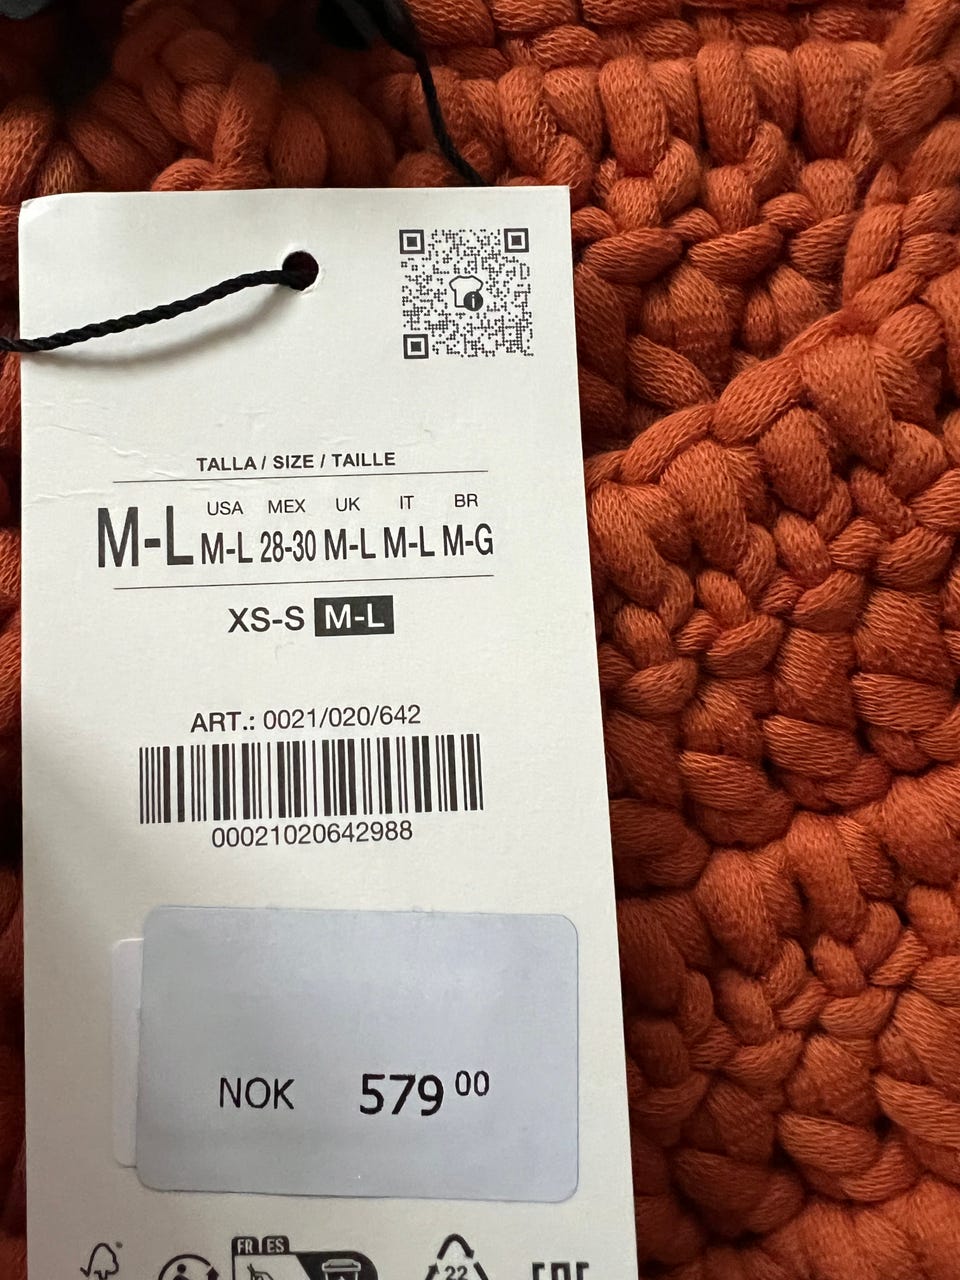 TALLA / SIZE / TAILLE
USA MEX UK IT BR
M-L M-L 28-30 M-L M-L M-G
XS-S M-L
ART.: 0021/020/642
00021020642988
NOK 579 00
FR ES
22